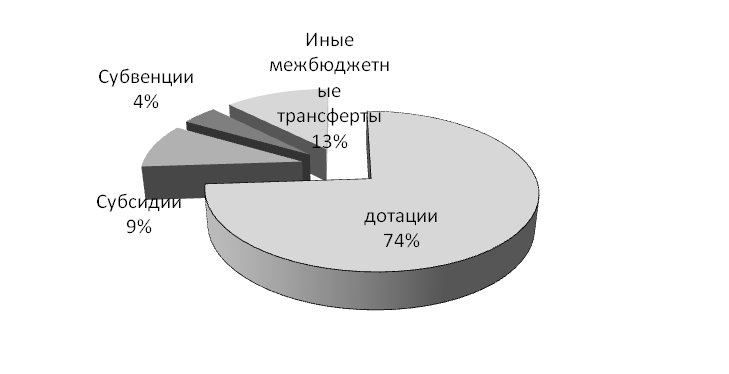 Иные
межбюджетн
ые
трансферты
13%
Субвенции
4%
Субсидии
9%
дотации
74%